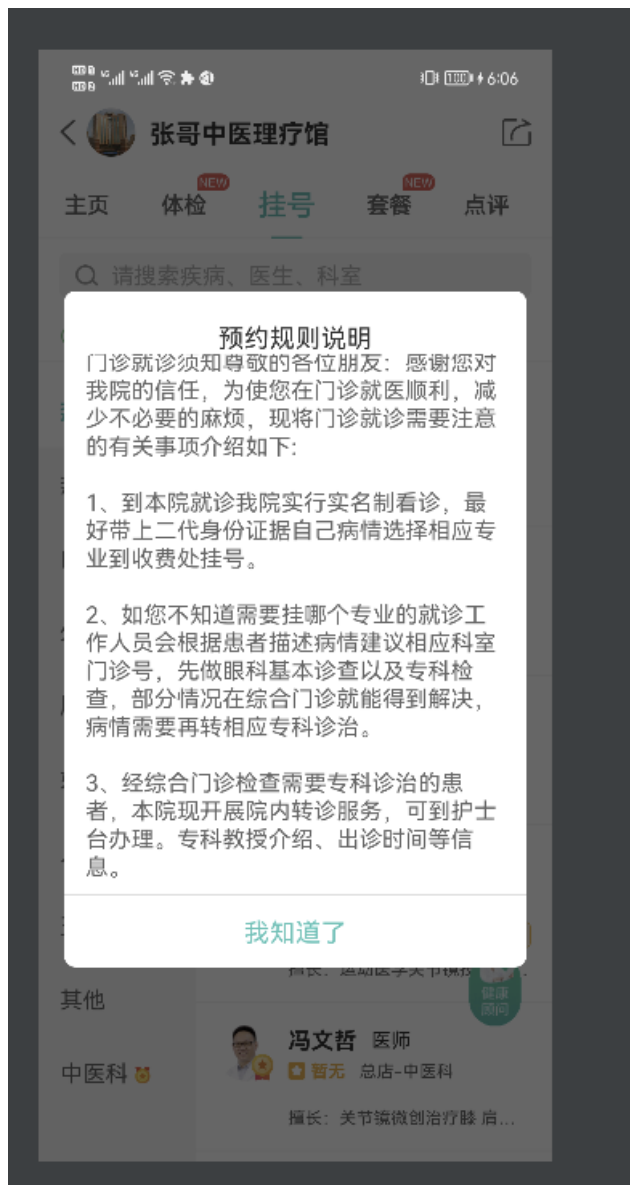 6:06
张哥中医理疗馆
主页 体检 NEW 挂号 套餐 NEW 点评
请搜索疾病、医生、科室
预约规则说明
门诊就诊须知尊敬的各位朋友：感谢您对
我院的信任，为使您在门诊就医顺利，减
少不必要的麻烦，现将门诊就诊需要注意
的有关事项介绍如下:
1、到本院就诊我院实行实名制看诊，最
好带上二代身份证据自己病情选择相应专
业到收费处挂号。
2、如您不知道需要挂哪个专业的就诊工
作人员会根据患者描述病情建议相应科室
门诊号，先做眼科基本诊查以及专科检
查，部分情况在综合门诊就能得到解决，
病情需要再转相应专科诊治。
3、经综合门诊检查需要专科诊治的患
者，本院现开展院内转诊服务，可到护士
台办理。专科教授介绍、出诊时间等信
息。
我知道了
擅长：运动医学关节镜技
健康
顾问
其他
冯文哲 医师
中医科
暂无 总店-中医科
擅长：关节镜微创治疗膝 肩...